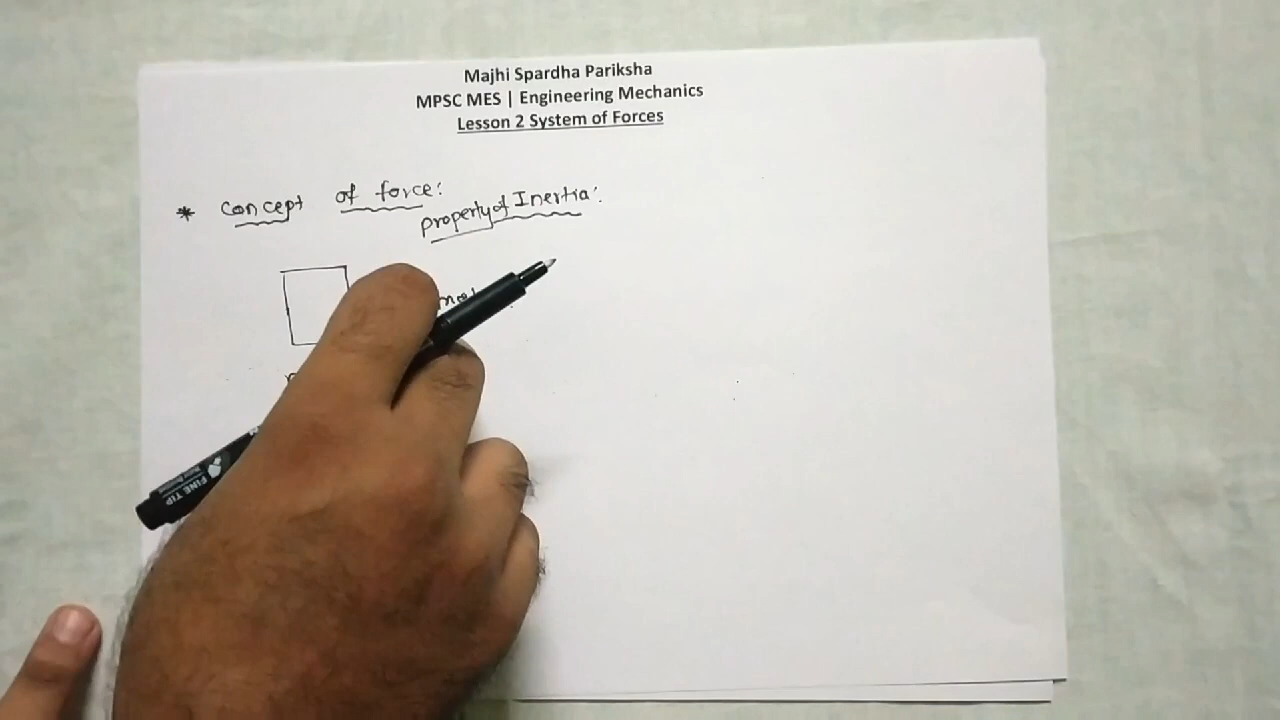 Majhi Spardha Pariksha
MPSC MES | Engineering Mechanics
Lesson 2 System of Forces
* Concept of force:
property of Inertia:
FINE TIP